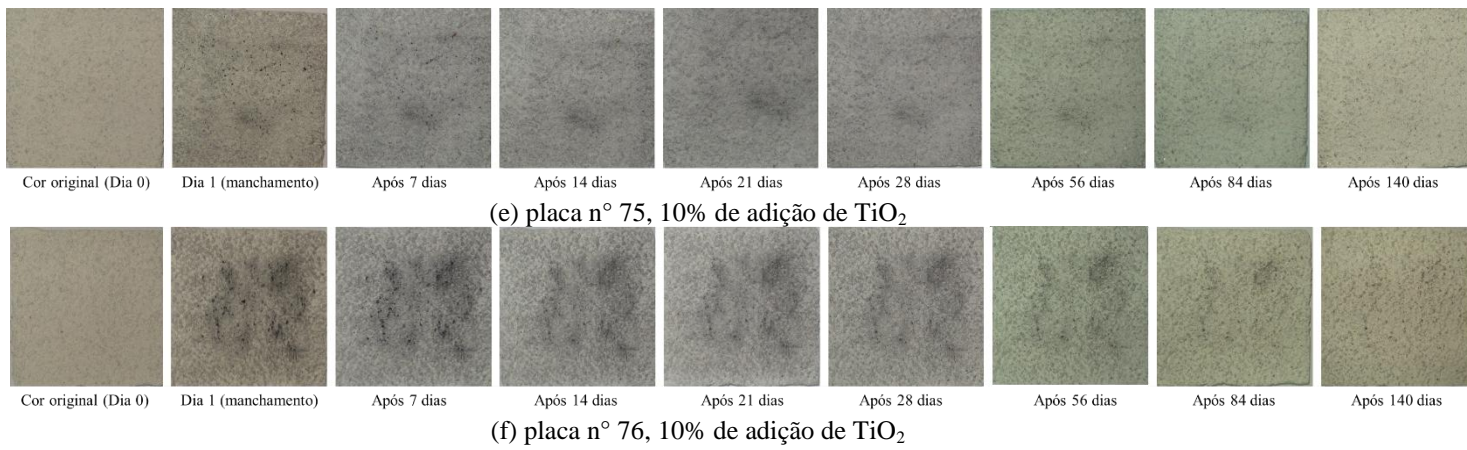 Cor original (Dia 0) Dia 1 (manchamento) Após 7 dias Após 14 dias Após 21 dias Após 28 dias Após 56 dias Após 84 dias Após 140 dias
(e) placa n° 75, 10% de adição de TiO₂
Cor original (Dia 0) Dia 1 (manchamento) Após 7 dias Após 14 dias Após 21 dias Após 28 dias Após 56 dias Após 84 dias Após 140 dias
(f) placa n° 76, 10% de adição de TiO₂